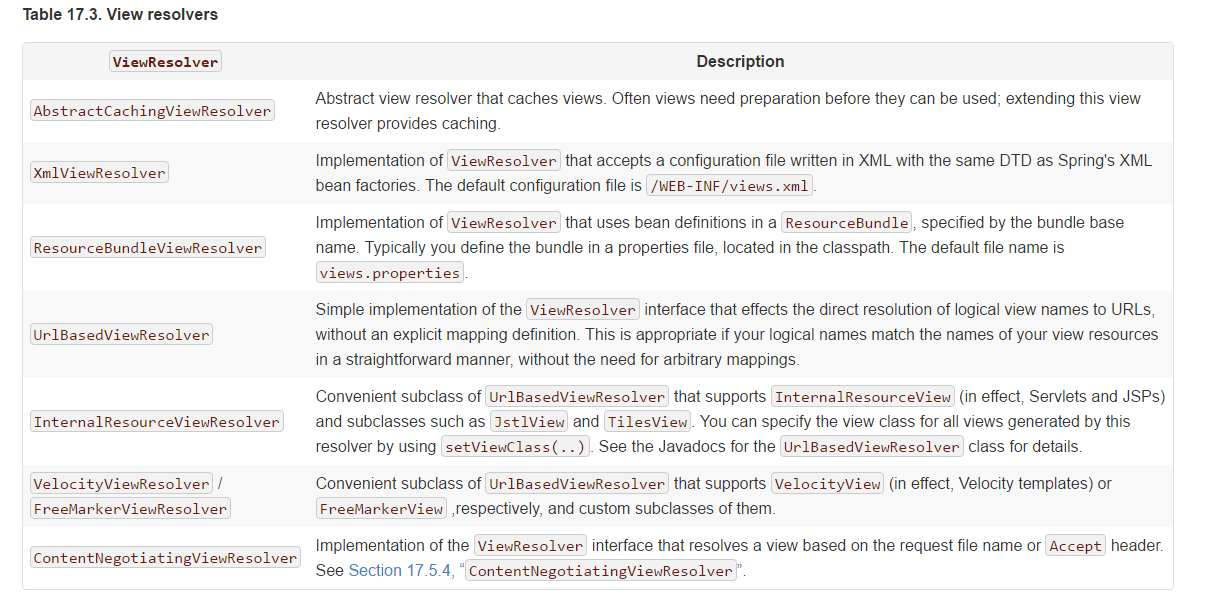 Table 17.3. View resolvers
ViewResolver Description
AbstractCachingViewResolver
Abstract view resolver that caches views. Often views need preparation before they can be used; extending this view
resolver provides caching.
XmlViewResolver
Implementation of ViewResolver that accepts a configuration file written in XML with the same DTD as Spring's XML
bean factories. The default configuration file is /WEB-INF/views.xml.
ResourceBundleViewResolver
Implementation of ViewResolver that uses bean definitions in a ResourceBundle, specified by the bundle base
name. Typically you define the bundle in a properties file, located in the classpath. The default file name is
views.properties.
UrlBasedViewResolver
Simple implementation of the ViewResolver interface that effects the direct resolution of logical view names to URLs,
without an explicit mapping definition. This is appropriate if your logical names match the names of your view resources
in a straightforward manner, without the need for arbitrary mappings.
InternalResourceViewResolver
Convenient subclass of UrlBasedViewResolver that supports InternalResourceView (in effect, Servlets and JSPs)
and subclasses such as JstlView and TilesView. You can specify the view class for all views generated by this
resolver by using setViewClass(..). See the Javadocs for the UrlBasedViewResolver class for details.
VelocityViewResolver /
FreeMarkerViewResolver
Convenient subclass of UrlBasedViewResolver that supports VelocityView (in effect, Velocity templates) or
FreeMarkerView ,respectively, and custom subclasses of them.
ContentNegotiatingViewResolver
Implementation of the ViewResolver interface that resolves a view based on the request file name or Accept header.
See Section 17.5.4, “ContentNegotiatingViewResolver”.